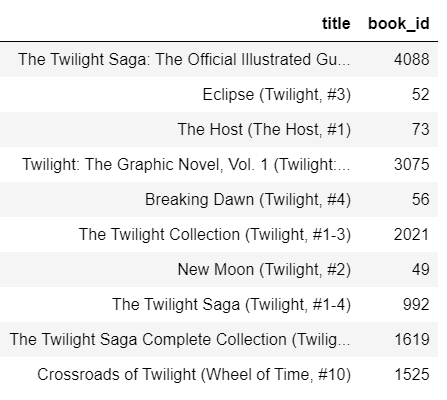 title book_id
The Twilight Saga: The Official Illustrated Gu... 4088
Eclipse (Twilight, #3) 52
The Host (The Host, #1) 73
Twilight: The Graphic Novel, Vol. 1 (Twilight:... 3075
Breaking Dawn (Twilight, #4) 56
The Twilight Collection (Twilight, #1-3) 2021
New Moon (Twilight, #2) 49
The Twilight Saga (Twilight, #1-4) 992
The Twilight Saga Complete Collection (Twilig... 1619
Crossroads of Twilight (Wheel of Time, #10) 1525